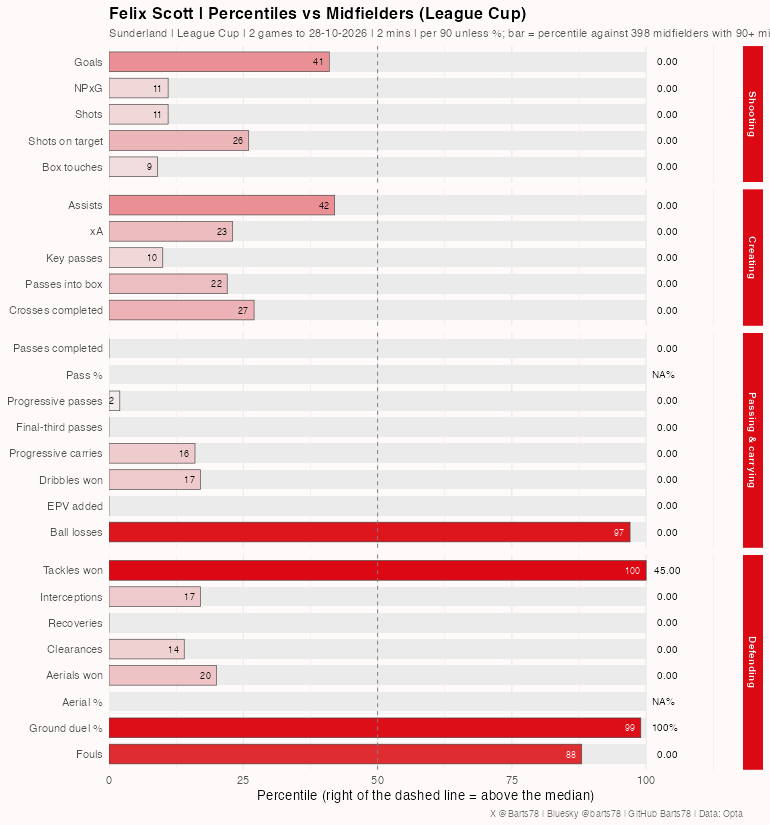 Felix Scott | Percentiles vs Midfielders (League Cup)
Sunderland | League Cup | 2 games to 28-10-2026 | 2 mins | per 90 unless %; bar = percentile against 398 midfielders with 90+ mi
Goals 41 0.00
NPxG 11 0.00
Shots 11 0.00
Shots on target 26 0.00
Box touches 9 0.00
Shooting
Assists 42 0.00
xA 23 0.00
Key passes 10 0.00
Passes into box 22 0.00
Crosses completed 27 0.00
Creating
Passes completed 0.00
Pass % NA%
Progressive passes 2 0.00
Final-third passes 0.00
Progressive carries 16 0.00
Dribbles won 17 0.00
EPV added 0.00
Ball losses 97 0.00
Passing & carrying
Tackles won 100 45.00
Interceptions 17 0.00
Recoveries 0.00
Clearances 14 0.00
Aerials won 20 0.00
Aerial % NA%
Ground duel % 99 100%
Fouls 88 0.00
Defending
0 25 50 75 100
Percentile (right of the dashed line = above the median)
X @Barts78 | Bluesky @barts78 | GitHub Barts78 | Data: Opta